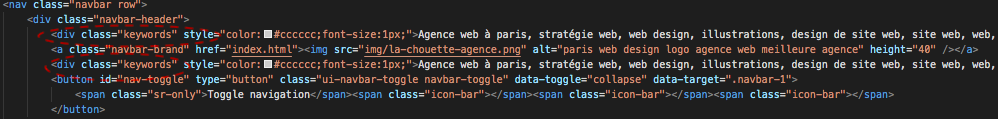 <nav class="navbar row">
<div class="navbar-header">
<div class="keywords" style="color:#cccccc;font-size:1px;">Agence web à paris, stratégie web, web design, illustrations, design de site web, site web, web,
<a class="navbar-brand" href="index.html"><img src="img/la-chouette-agence.png" alt="paris web design logo agence web meilleure agence" height="40" /></a>
<div class="keywords" style="color:#cccccc;font-size:1px;">Agence web à paris, stratégie web, web design, illustrations, design de site web, site web, web,
<button id="nav-toggle" type="button" class="ui-navbar-toggle navbar-toggle" data-toggle="collapse" data-target=".navbar-1">
<span class="sr-only">Toggle navigation</span><span class="icon-bar"></span><span class="icon-bar"></span><span class="icon-bar"></span>
</button>